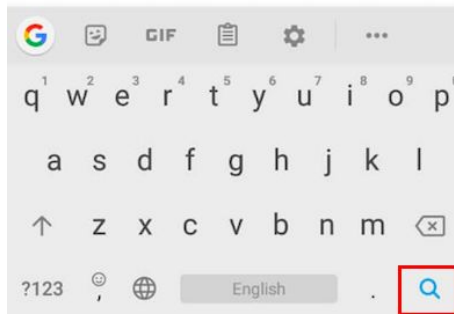 G GIF
q1 w2 e3 r4 t5 y6 u7 i8 o9 p
a s d f g h j k l
z x c v b n m
?123 , English .